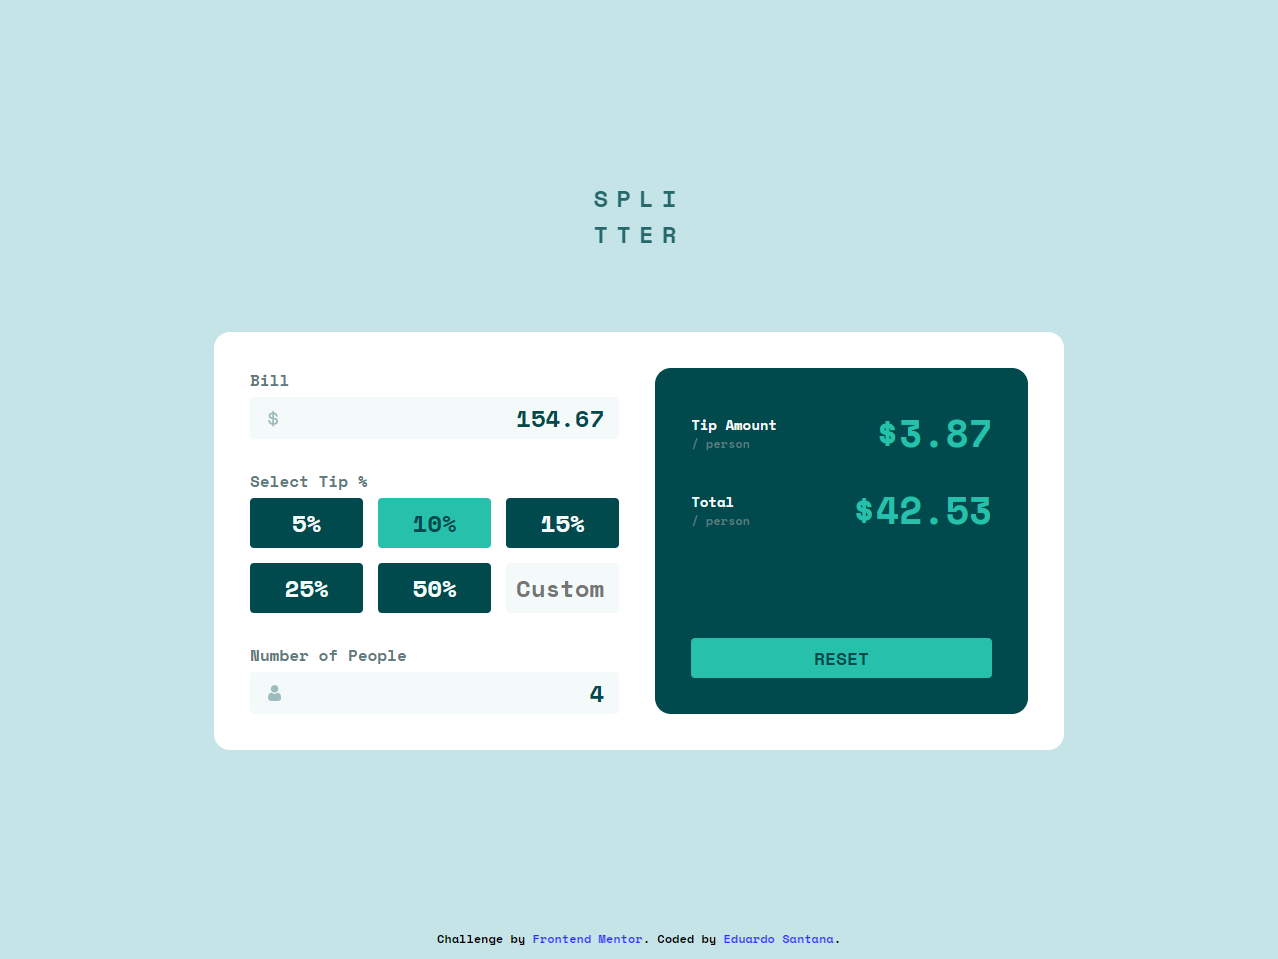 SPLI
TTER
Bill
$
154.67
Select Tip %
5%
10%
15%
25%
50%
Custom
Number of People
4
Tip Amount
/ person
$3.87
Total
/ person
$42.53
RESET
Challenge by Frontend Mentor. Coded by Eduardo Santana.